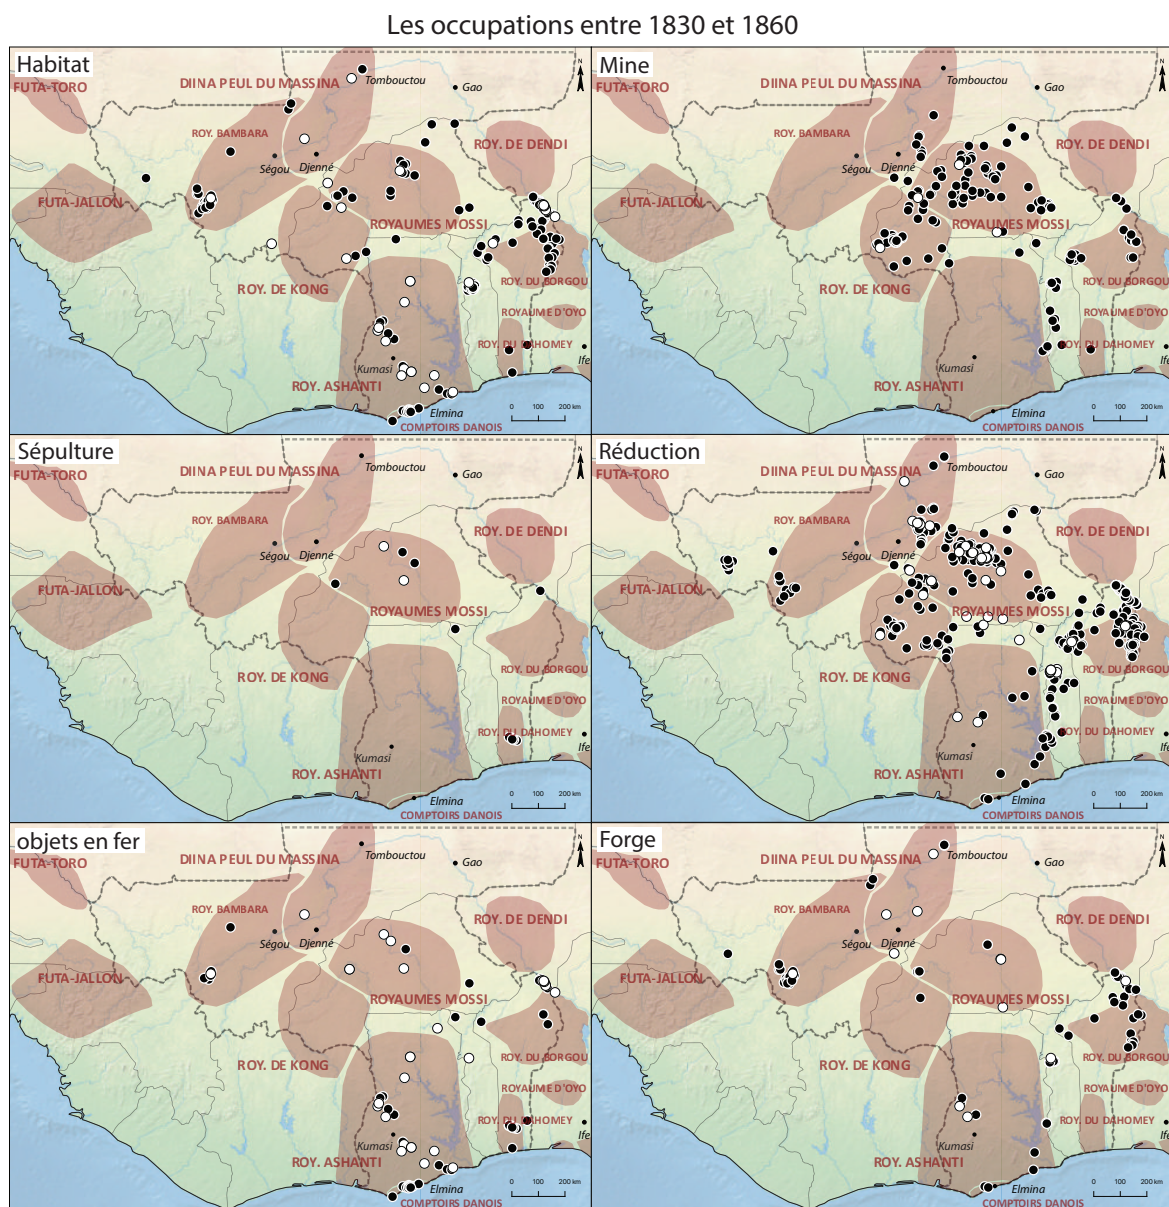 Les occupations entre 1830 et 1860
Habitat
FUTA-TORO
DIINA PEUL DU MASSINA
Tombouctou
Gao
N
ROY. BAMBARA
ROY. DE DENDI
Ségou
Djenné
FUTA-JALLON
ROYAUMES MOSSI
ROY. DE KONG
ROY. DU BORGOU
ROYAUME D'OYO
ROY. DU DAHOMEY
Ife
Kumasi
ROY. ASHANTI
Elmina
COMPTOIRS DANOIS
0 100 200 km
Mine
FUTA-TORO
DIINA PEUL DU MASSINA
Tombouctou
Gao
N
ROY. BAMBARA
ROY. DE DENDI
Ségou
Djenné
FUTA-JALLON
ROYAUMES MOSSI
ROY. DE KONG
ROY. DU BORGOU
ROYAUME D'OYO
ROY. DU DAHOMEY
Ife
Kumasi
ROY. ASHANTI
Elmina
COMPTOIRS DANOIS
0 100 200 km
Sépulture
FUTA-TORO
DIINA PEUL DU MASSINA
Tombouctou
Gao
N
ROY. BAMBARA
ROY. DE DENDI
Ségou
Djenné
FUTA-JALLON
ROYAUMES MOSSI
ROY. DE KONG
ROY. DU BORGOU
ROYAUME D'OYO
ROY. DU DAHOMEY
Ife
Kumasi
ROY. ASHANTI
Elmina
COMPTOIRS DANOIS
0 100 200 km
Réduction
FUTA-TORO
DIINA PEUL DU MASSINA
Tombouctou
Gao
N
ROY. BAMBARA
ROY. DE DENDI
Ségou
Djenné
FUTA-JALLON
ROYAUMES MOSSI
ROY. DE KONG
ROY. DU BORGOU
ROYAUME D'OYO
ROY. DU DAHOMEY
Ife
Kumasi
ROY. ASHANTI
Elmina
COMPTOIRS DANOIS
0 100 200 km
objets en fer
FUTA-TORO
DIINA PEUL DU MASSINA
Tombouctou
Gao
N
ROY. BAMBARA
ROY. DE DENDI
Ségou
Djenné
FUTA-JALLON
ROYAUMES MOSSI
ROY. DE KONG
ROY. DU BORGOU
ROYAUME D'OYO
ROY. DU DAHOMEY
Ife
Kumasi
ROY. ASHANTI
Elmina
COMPTOIRS DANOIS
0 100 200 km
Forge
FUTA-TORO
DIINA PEUL DU MASSINA
Tombouctou
Gao
N
ROY. BAMBARA
ROY. DE DENDI
Ségou
Djenné
FUTA-JALLON
ROYAUMES MOSSI
ROY. DE KONG
ROY. DU BORGOU
ROYAUME D'OYO
ROY. DU DAHOMEY
Ife
Kumasi
ROY. ASHANTI
Elmina
COMPTOIRS DANOIS
0 100 200 km